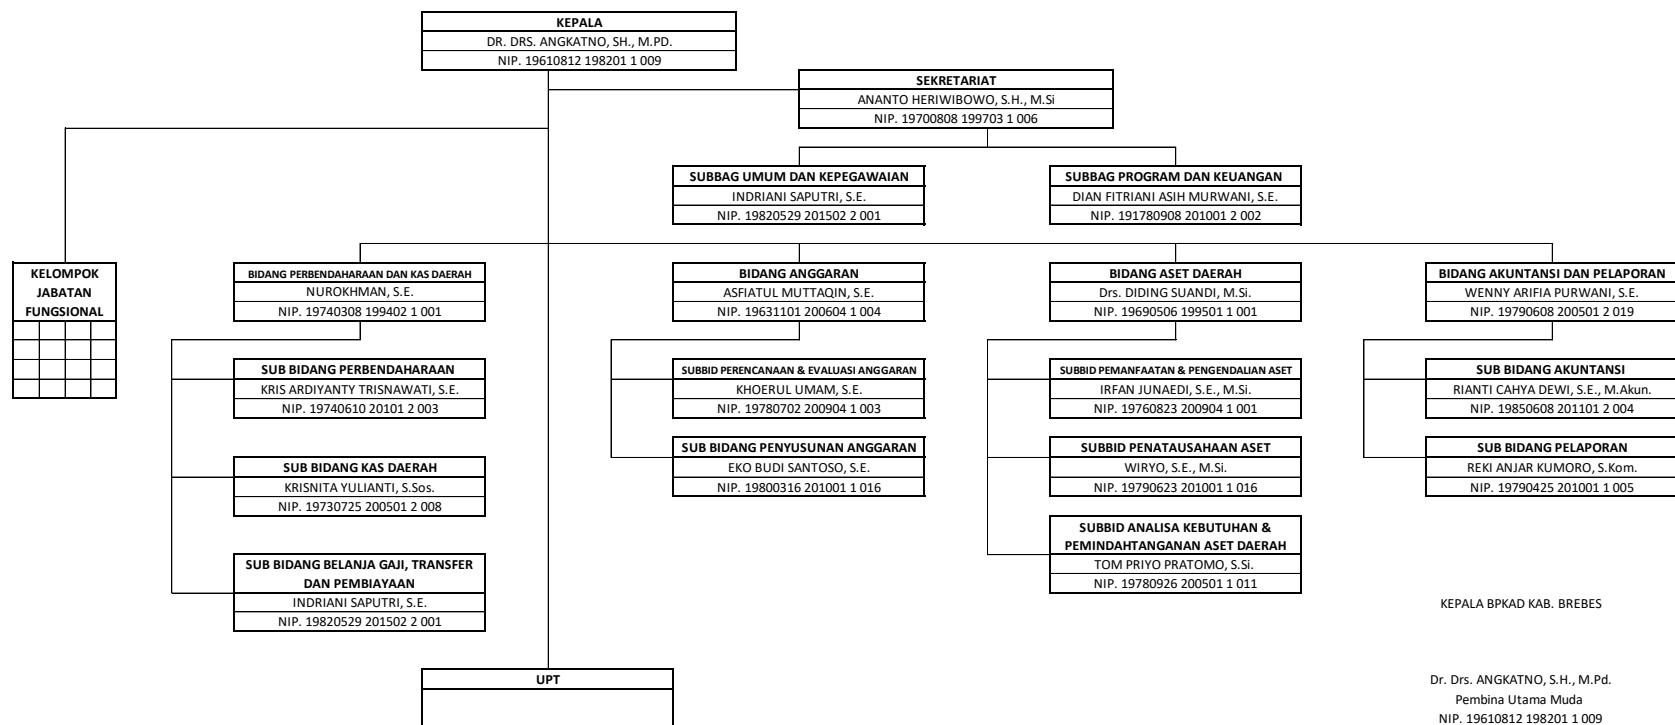 KEPALA
DR. DRS. ANGKATNO, SH., M.PD.
NIP. 19610812 198201 1 009
SEKRETARIAT
ANANTO HERIWIBOWO, S.H., M.Si
NIP. 19700808 199703 1 006
SUBBAG UMUM DAN KEPEGAWAIAN
INDRIANI SAPUTRI, S.E.
NIP. 19820529 201502 2 001
SUBBAG PROGRAM DAN KEUANGAN
DIAN FITRIANI ASIH MURWANI, S.E.
NIP. 191780908 201001 2 002
KELOMPOK
JABATAN
FUNGSIONAL
BIDANG PERBENDAHARAAN DAN KAS DAERAH
NUROKHMAN, S.E.
NIP. 19740308 199402 1 001
SUB BIDANG PERBENDAHARAAN
KRIS ARDIYANTY TRISNAWATI, S.E.
NIP. 19740610 20101 2 003
SUB BIDANG KAS DAERAH
KRISNITA YULIANTI, S.Sos.
NIP. 19730725 200501 2 008
SUB BIDANG BELANJA GAJI, TRANSFER
DAN PEMBIAYAAN
INDRIANI SAPUTRI, S.E.
NIP. 19820529 201502 2 001
BIDANG ANGGARAN
ASFIATUL MUTTAQIN, S.E.
NIP. 19631101 200604 1 004
SUBBID PERENCANAAN & EVALUASI ANGGARAN
KHOERUL UMAM, S.E.
NIP. 19780702 200904 1 003
SUB BIDANG PENYUSUNAN ANGGARAN
EKO BUDI SANTOSO, S.E.
NIP. 19800316 201001 1 016
BIDANG ASET DAERAH
Drs. DIDING SUANDI, M.Si.
NIP. 19690506 199501 1 001
SUBBID PEMANFAATAN & PENGENDALIAN ASET
IRFAN JUNAEDI, S.E., M.Si.
NIP. 19760823 200904 1 001
SUBBID PENATAUSAHAAN ASET
WIRYO, S.E., M.Si.
NIP. 19790623 201001 1 016
SUBBID ANALISA KEBUTUHAN &
PEMINDAHTANGANAN ASET DAERAH
TOM PRIYO PRATOMO, S.Si.
NIP. 19780926 200501 1 011
BIDANG AKUNTANSI DAN PELAPORAN
WENNY ARIFIA PURWANI, S.E.
NIP. 19790608 200501 2 019
SUB BIDANG AKUNTANSI
RIANTI CAHYA DEWI, S.E., M.Akun.
NIP. 19850608 201101 2 004
SUB BIDANG PELAPORAN
REKI ANJAR KUMORO, S.Kom.
NIP. 19790425 201001 1 005
UPT
KEPALA BPKAD KAB. BREBES
Dr. Drs. ANGKATNO, S.H., M.Pd.
Pembina Utama Muda
NIP. 19610812 198201 1 009